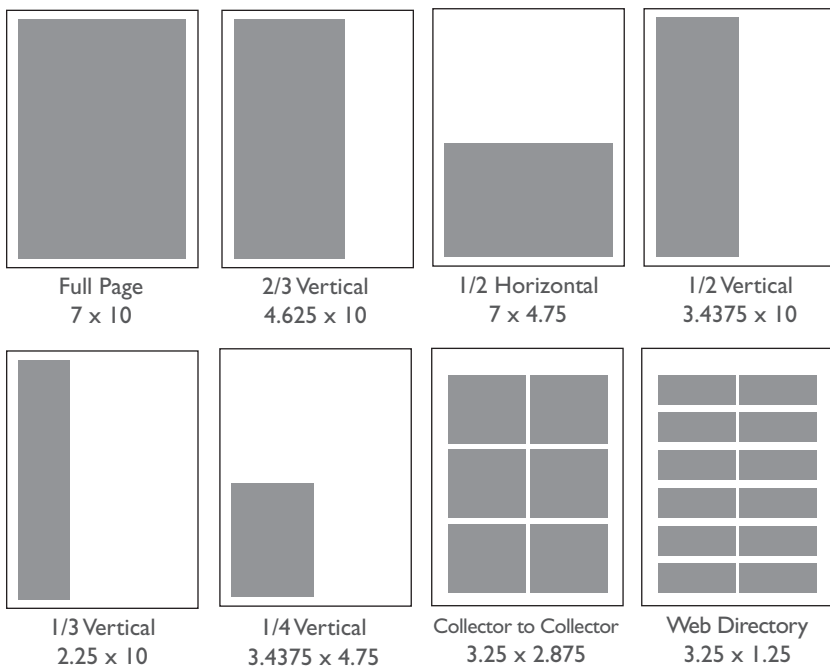 Full Page
7 x 10
2/3 Vertical
4.625 x 10
1/2 Horizontal
7 x 4.75
1/2 Vertical
3.4375 x 10
1/3 Vertical
2.25 x 10
1/4 Vertical
3.4375 x 4.75
Collector to Collector
3.25 x 2.875
Web Directory
3.25 x 1.25